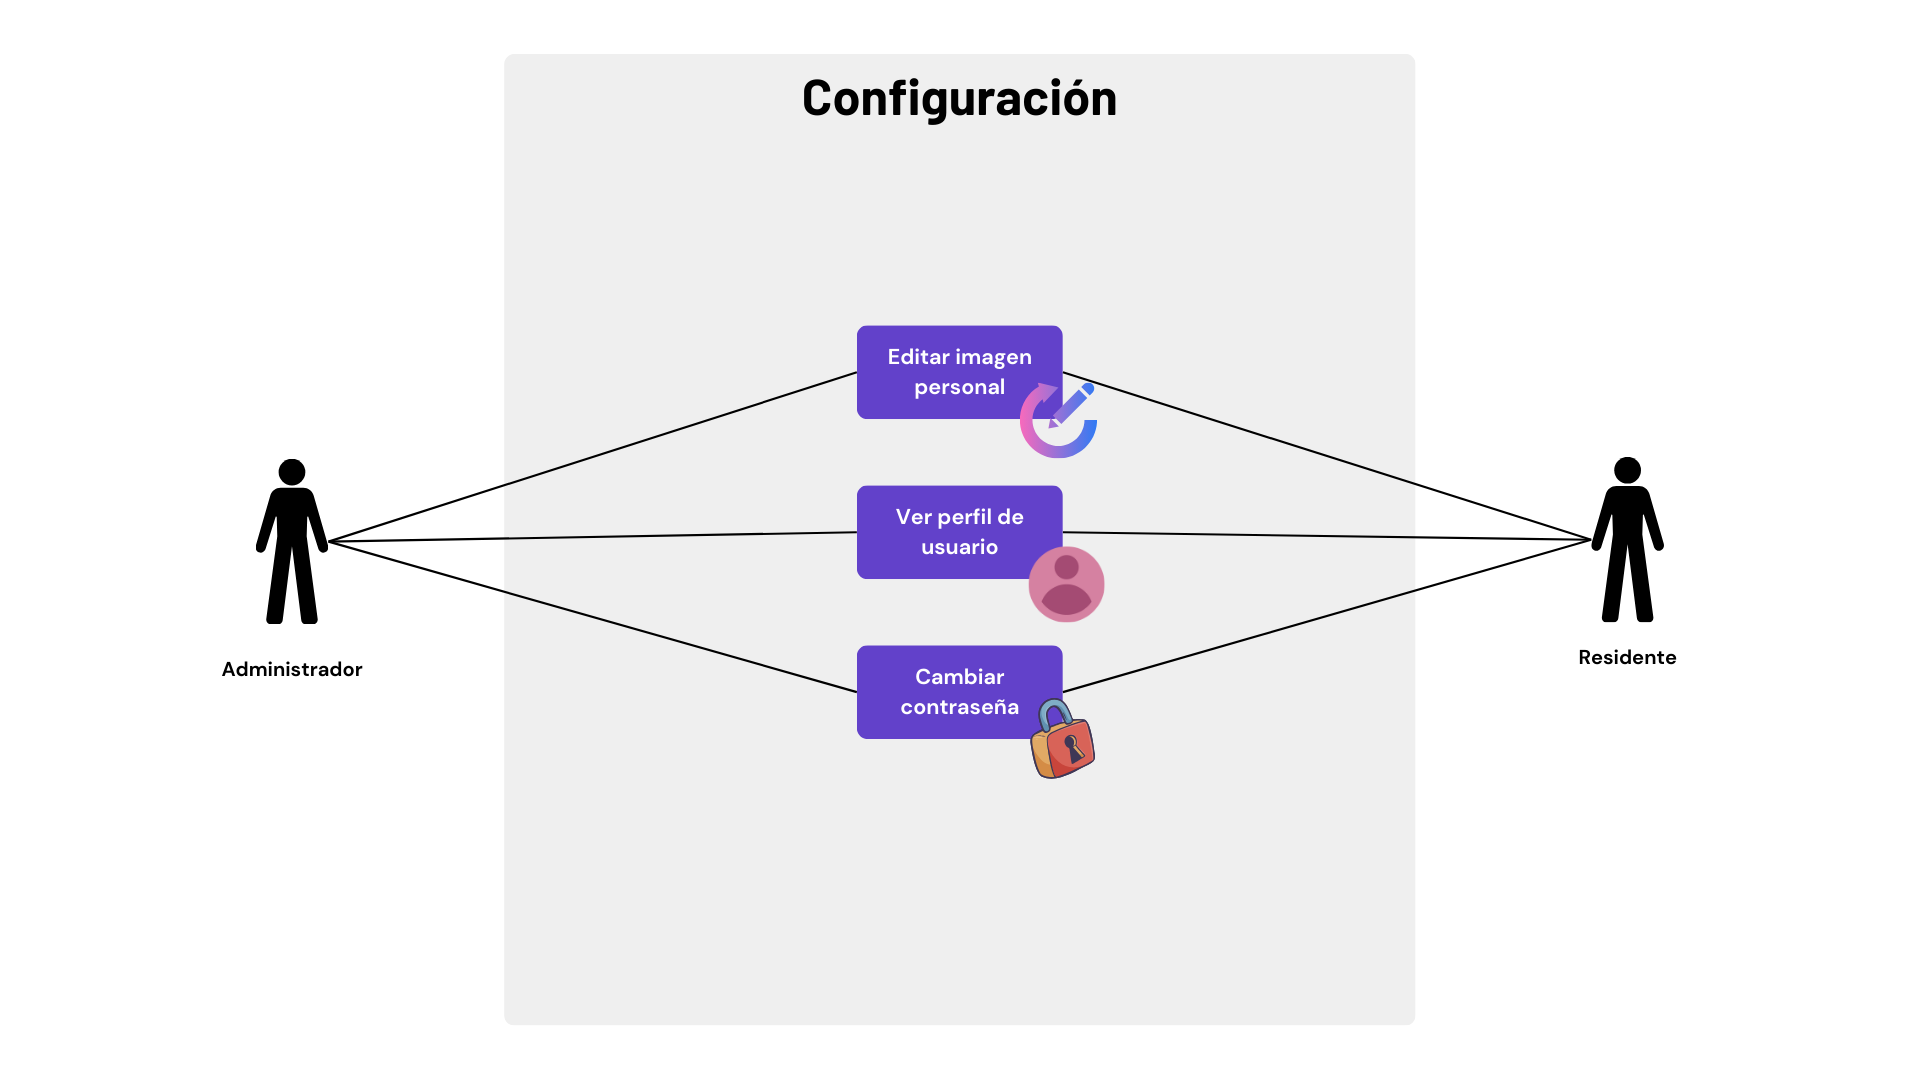 Configuración
Editar imagen
personal
Ver perfil de
usuario
Cambiar
contraseña
Administrador
Residente